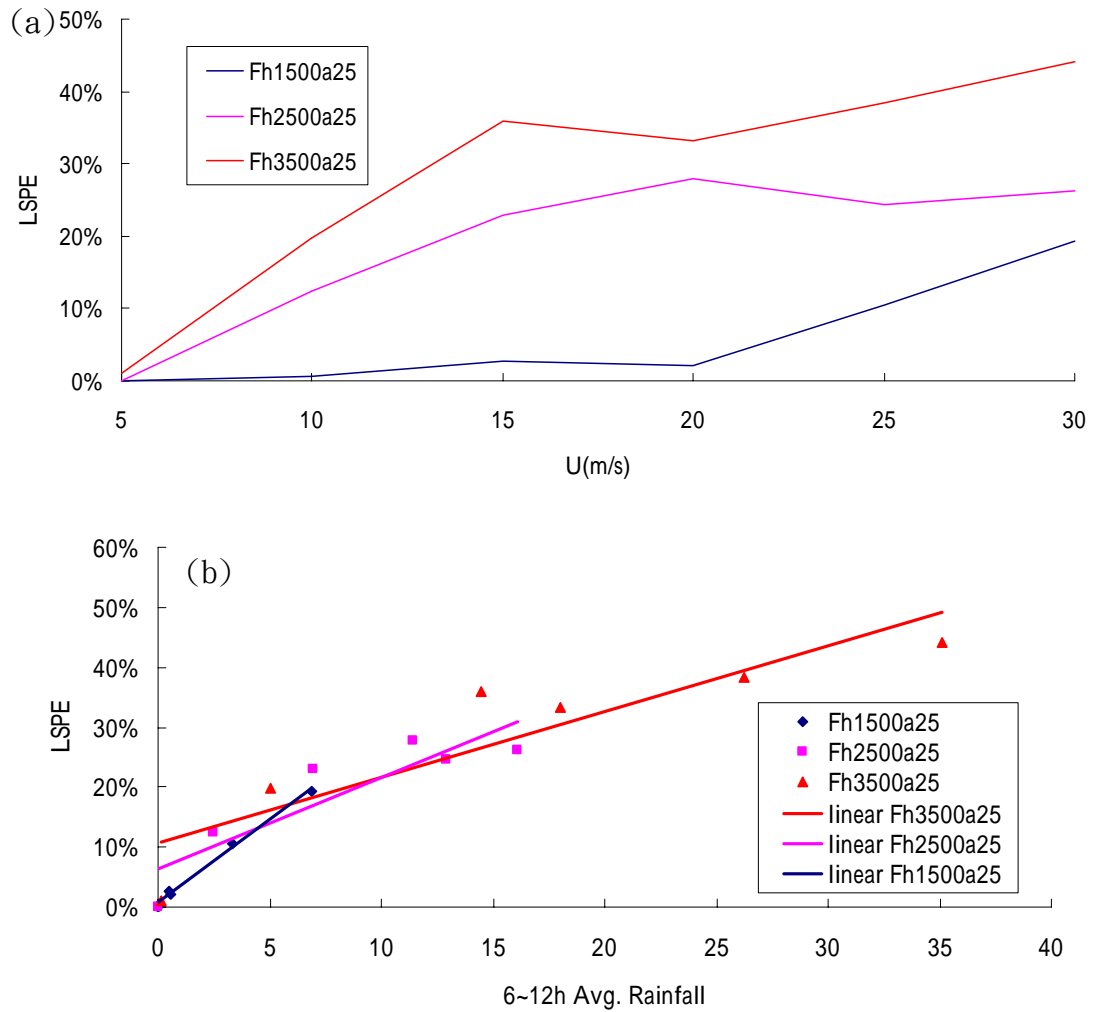 (a)
50%
40%
30%
20%
10%
0%
LSPE
Fh1500a25
Fh2500a25
Fh3500a25
5 10 15 20 25 30
U(m/s)
(b)
60%
50%
40%
30%
20%
10%
0%
LSPE
Fh1500a25
Fh2500a25
Fh3500a25
linear Fh3500a25
linear Fh2500a25
linear Fh1500a25
0 5 10 15 20 25 30 35 40
6~12h Avg. Rainfall